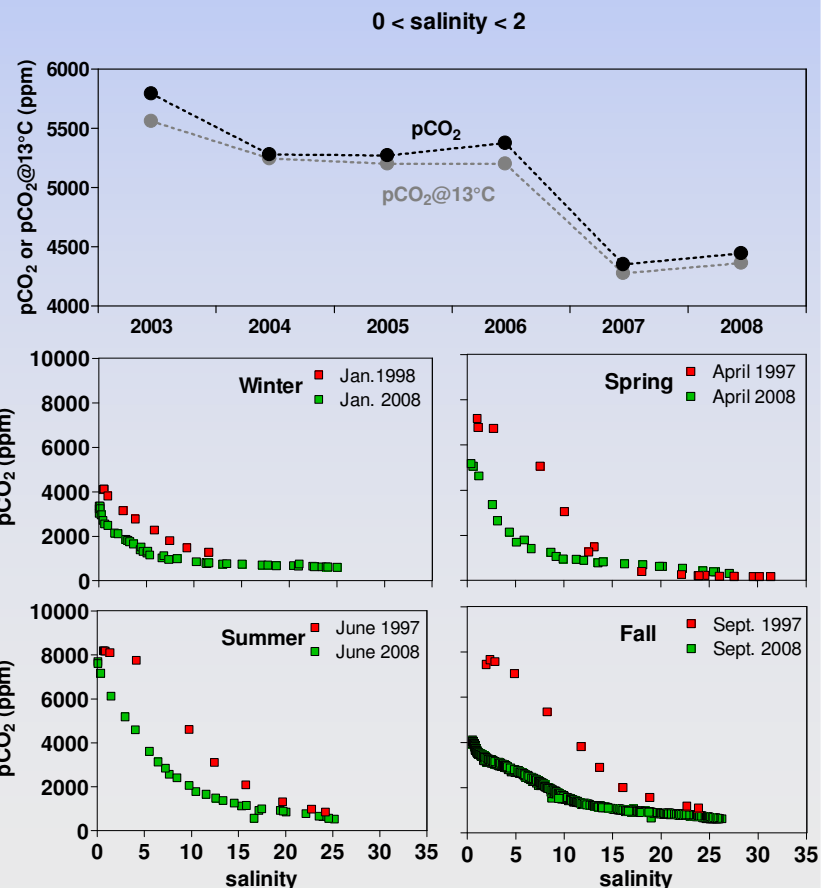 0 < salinity < 2
pCO₂ or pCO₂@13°C (ppm)
6000
5500
5000
4500
4000
pCO₂
pCO₂@13°C
2003 2004 2005 2006 2007 2008
pCO₂ (ppm)
10000
8000
6000
4000
2000
0
Winter
Jan.1998
Jan. 2008
Spring
April 1997
April 2008
pCO₂ (ppm)
10000
8000
6000
4000
2000
0
Summer
June 1997
June 2008
Fall
Sept. 1997
Sept. 2008
0 5 10 15 20 25 30 35
salinity
0 5 10 15 20 25 30 35
salinity